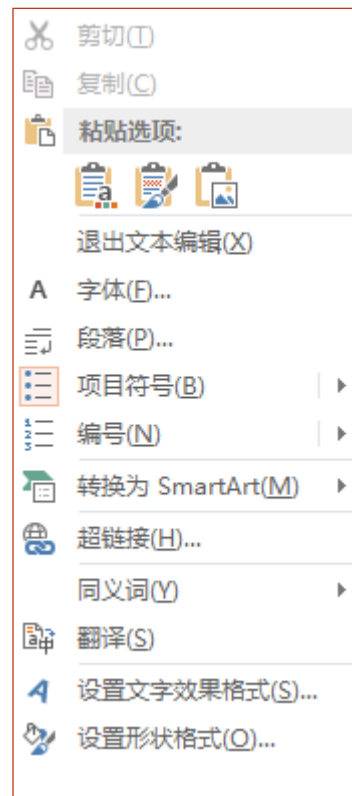 剪切(T)
复制(C)
粘贴选项:
退出文本编辑(X)
A 字体(F)...
段落(P)...
项目符号(B)
编号(N)
转换为 SmartArt(M)
超链接(H)...
同义词(Y)
翻译(S)
设置文字效果格式(S)...
设置形状格式(O)...